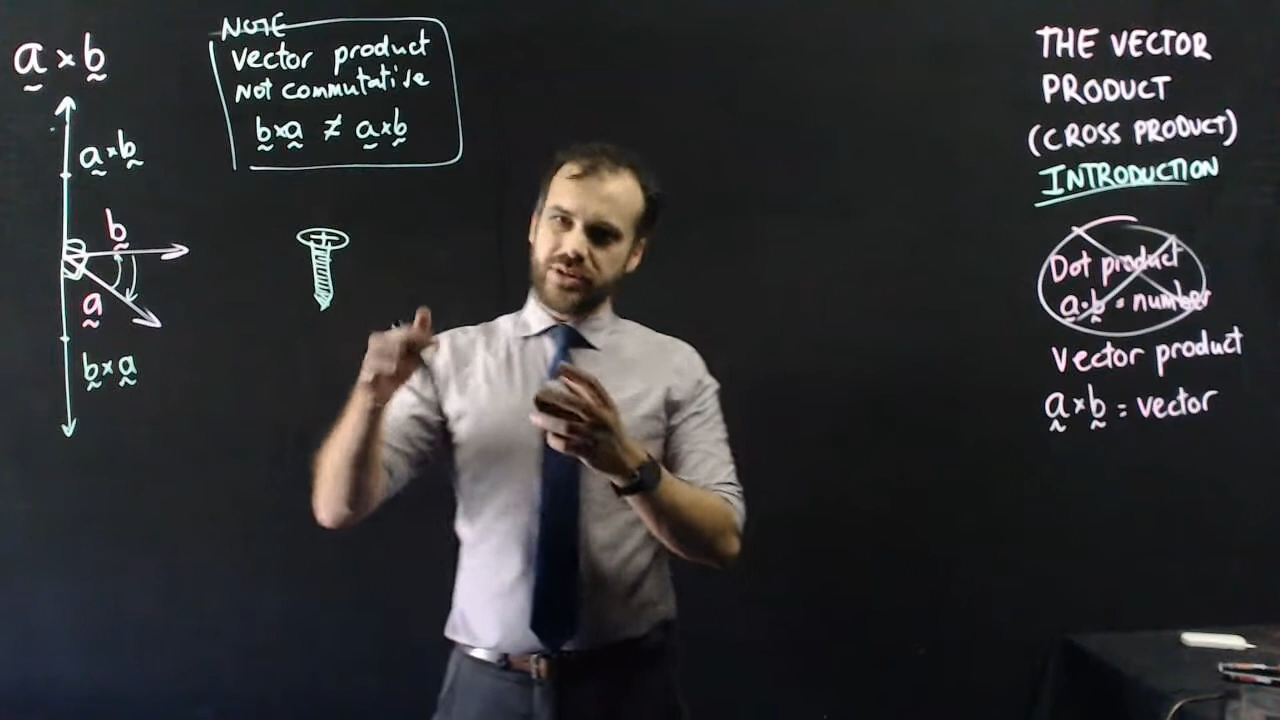 a × b
a × b
b
a
b × a
NOTE
Vector product
Not commutative
b × a ≠ a × b
THE VECTOR
PRODUCT
(CROSS PRODUCT)
INTRODUCTION
Dot product
a · b = number
Vector product
a × b = vector